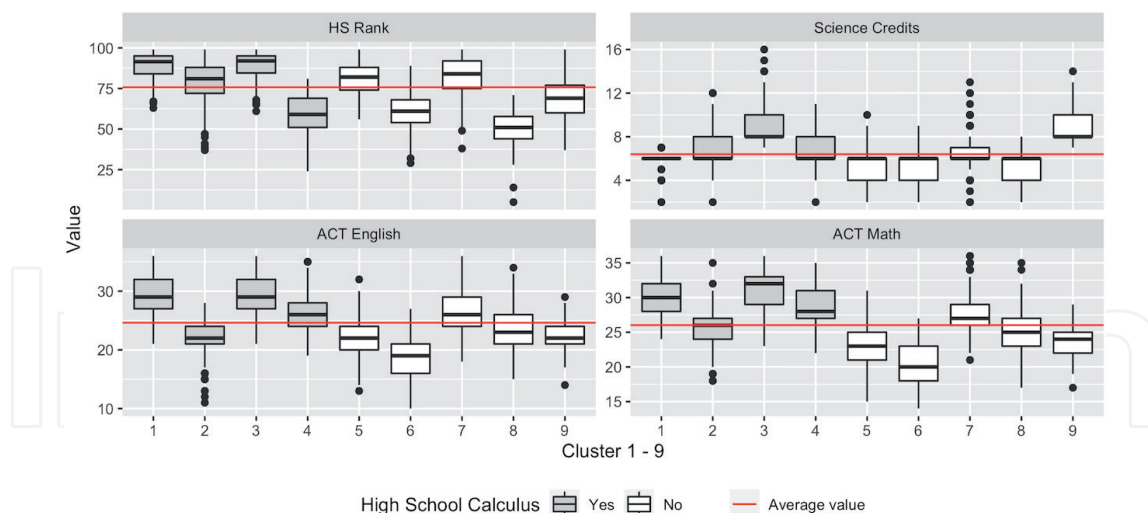 HS Rank
Science Credits
100
75
50
25
16
12
8
4
Value
ACT English
ACT Math
30
20
10
35
30
25
20
15
1 2 3 4 5 6 7 8 9
1 2 3 4 5 6 7 8 9
Cluster 1 - 9
High School Calculus Yes No Average value